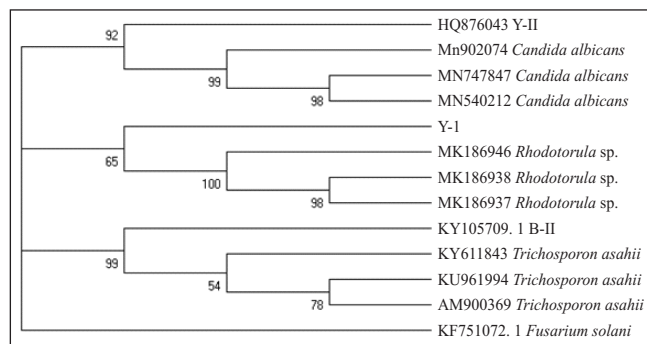 92
HQ876043 Y-II
Mn902074 Candida albicans
99
MN747847 Candida albicans
98
MN540212 Candida albicans
Y-1
65
MK186946 Rhodotorula sp.
100
MK186938 Rhodotorula sp.
98
MK186937 Rhodotorula sp.
KY105709. 1 B-II
99
KY611843 Trichosporon asahii
54
KU961994 Trichosporon asahii
78
AM900369 Trichosporon asahii
KF751072. 1 Fusarium solani